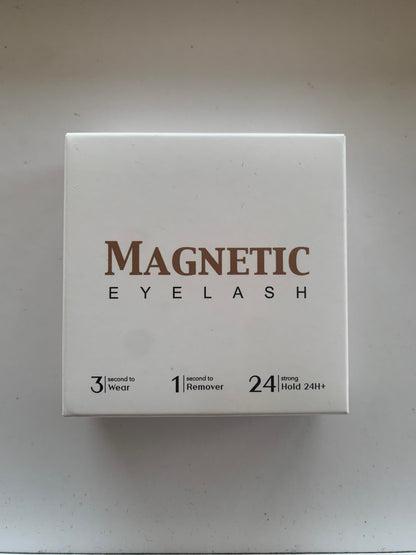 MAGNETIC
EYELASH
3 second to Wear
1 second to Remover
24 strong Hold 24H+